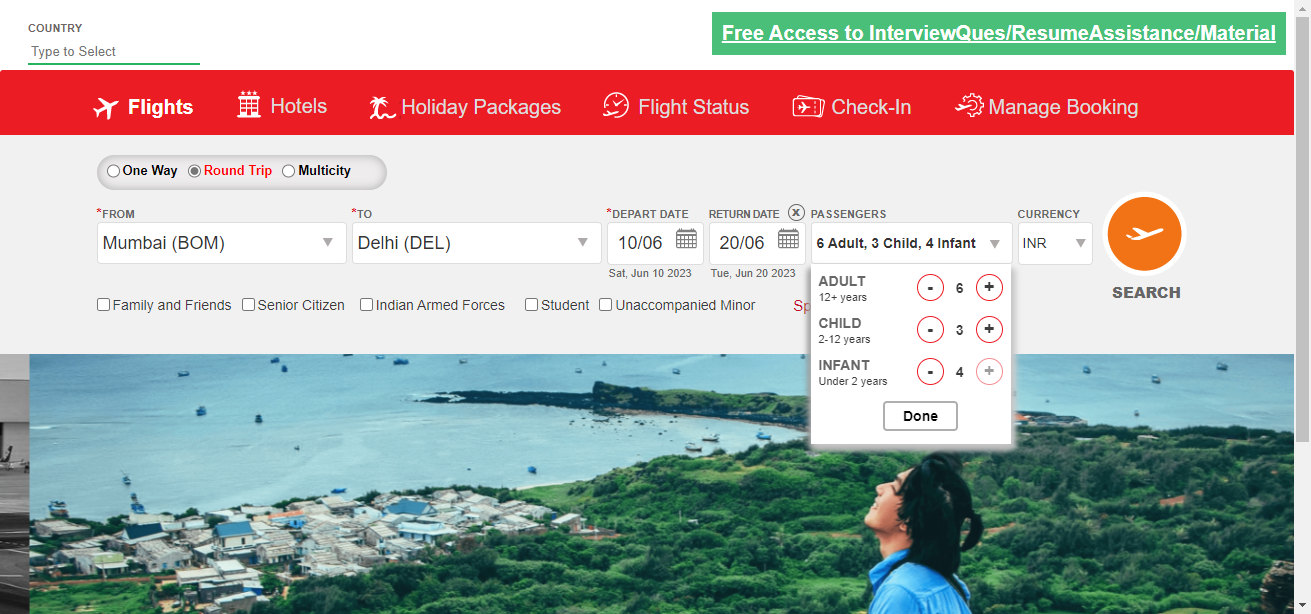 COUNTRY
Type to Select
Free Access to InterviewQues/ResumeAssistance/Material
Flights
Hotels
Holiday Packages
Flight Status
Check-In
Manage Booking
One Way
Round Trip
Multicity
*FROM
*TO
*DEPART DATE
RETURN DATE
PASSENGERS
CURRENCY
Mumbai (BOM)
Delhi (DEL)
10/06
20/06
6 Adult, 3 Child, 4 Infant
INR
Sat, Jun 10 2023
Tue, Jun 20 2023
SEARCH
Family and Friends
Senior Citizen
Indian Armed Forces
Student
Unaccompanied Minor
ADULT - 6 +
12+ years
CHILD - 3 +
2-12 years
INFANT - 4 +
Under 2 years
Done